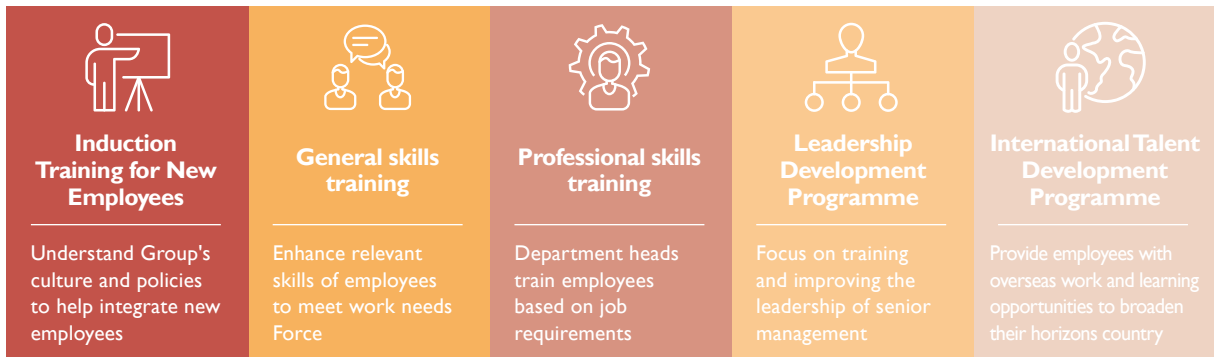 Induction
Training for New
Employees
Understand Group's
culture and policies
to help integrate new
employees
General skills
training
Enhance relevant
skills of employees
to meet work needs
Force
Professional skills
training
Department heads
train employees
based on job
requirements
Leadership
Development
Programme
Focus on training
and improving the
leadership of senior
management
International Talent
Development
Programme
Provide employees with
overseas work and learning
opportunities to broaden
their horizons country